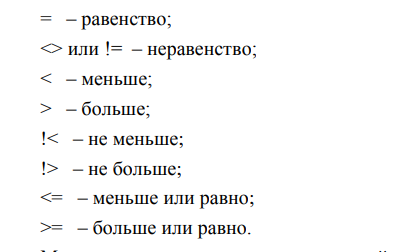 = – равенство;
<> или != – неравенство;
< – меньше;
> – больше;
!< – не меньше;
!> – не больше;
<= – меньше или равно;
>= – больше или равно.